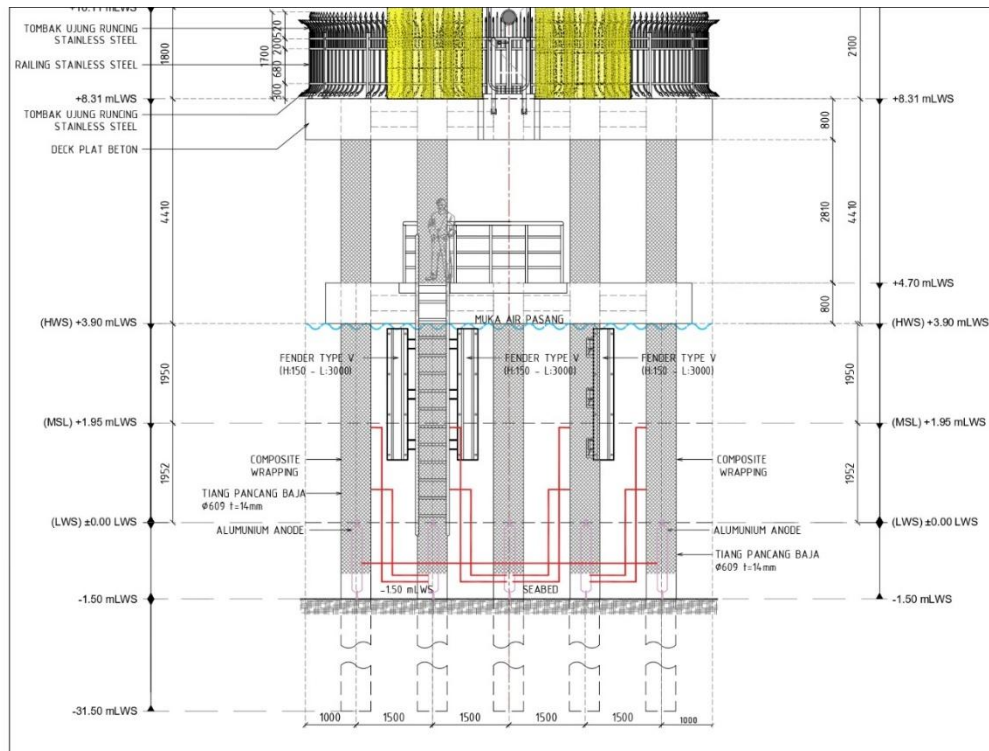 +10.11 mLWS
TOMBAK UJUNG RUNCING
STAINLESS STEEL
RAILING STAINLESS STEEL
+8.31 mLWS
TOMBAK UJUNG RUNCING
STAINLESS STEEL
DECK PLAT BETON
1800
1700
520
200
680
300
2100
+8.31 mLWS
800
4410
2810
4410
+4.70 mLWS
800
MUKA AIR PASANG
(HWS) +3.90 mLWS
(HWS) +3.90 mLWS
FENDER TYPE V
(H:150 - L:3000)
FENDER TYPE V
(H:150 - L:3000)
FENDER TYPE V
(H:150 - L:3000)
1950
1950
(MSL) +1.95 mLWS
(MSL) +1.95 mLWS
COMPOSITE
WRAPPING
COMPOSITE
WRAPPING
1952
1952
TIANG PANCANG BAJA
Ø609 t=14mm
(LWS) ±0.00 LWS
(LWS) ±0.00 LWS
ALUMUNIUM ANODE
ALUMUNIUM ANODE
TIANG PANCANG BAJA
Ø609 t=14mm
-1.50 mLWS
SEABED
-1.50 mLWS
-1.50 mLWS
-31.50 mLWS
1000
1500
1500
1500
1500
1000